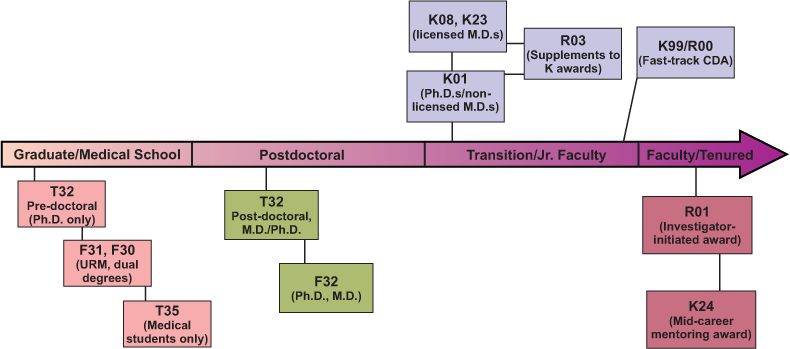 K08, K23
(licensed M.D.s)
R03
(Supplements to
K awards)
K99/R00
(Fast-track CDA)
K01
(Ph.D.s/non-
licensed M.D.s)
Graduate/Medical School
Postdoctoral
Transition/Jr. Faculty
Faculty/Tenured
T32
Pre-doctoral
(Ph.D. only)
F31, F30
(URM, dual
degrees)
T35
(Medical
students only)
T32
Post-doctoral,
M.D./Ph.D.
F32
(Ph.D., M.D.)
R01
(Investigator-
initiated award)
K24
(Mid-career
mentoring award)